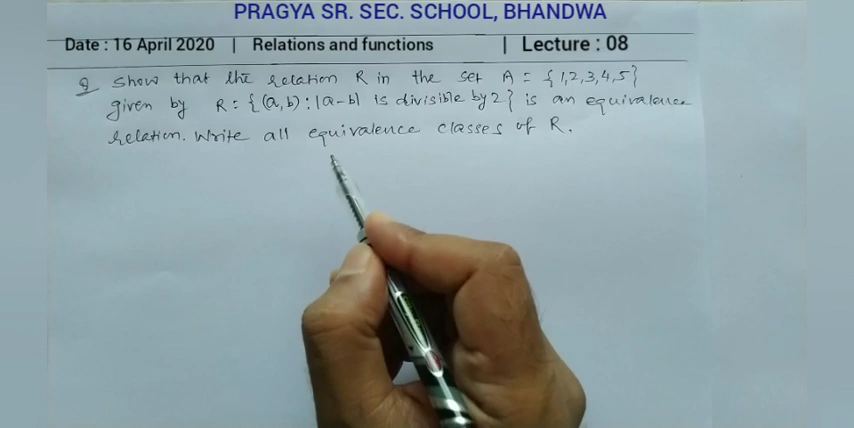 PRAGYA SR. SEC. SCHOOL, BHANDWA
Date : 16 April 2020 | Relations and functions | Lecture : 08
Q Show that the relation R in the set A = {1,2,3,4,5}
given by R = {(a,b) : |a-b| is divisible by 2} is an equivalence
relation. Write all equivalence classes of R.